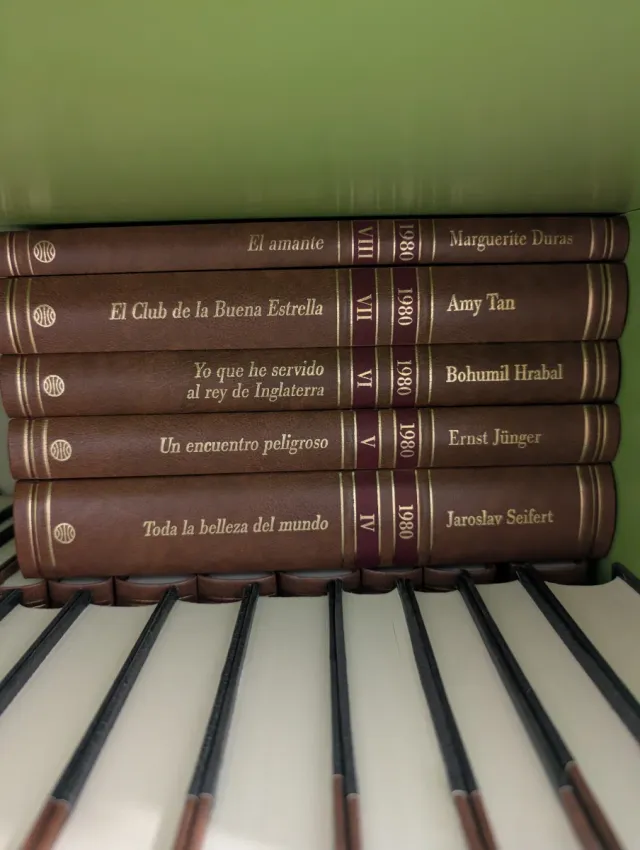 El amante VIII 1980 Marguerite Duras
El Club de la Buena Estrella VII 1980 Amy Tan
Yo que he servido
al rey de Inglaterra VI 1980 Bohumil Hrabal
Un encuentro peligroso V 1980 Ernst Jünger
Toda la belleza del mundo IV 1980 Jaroslav Seifert